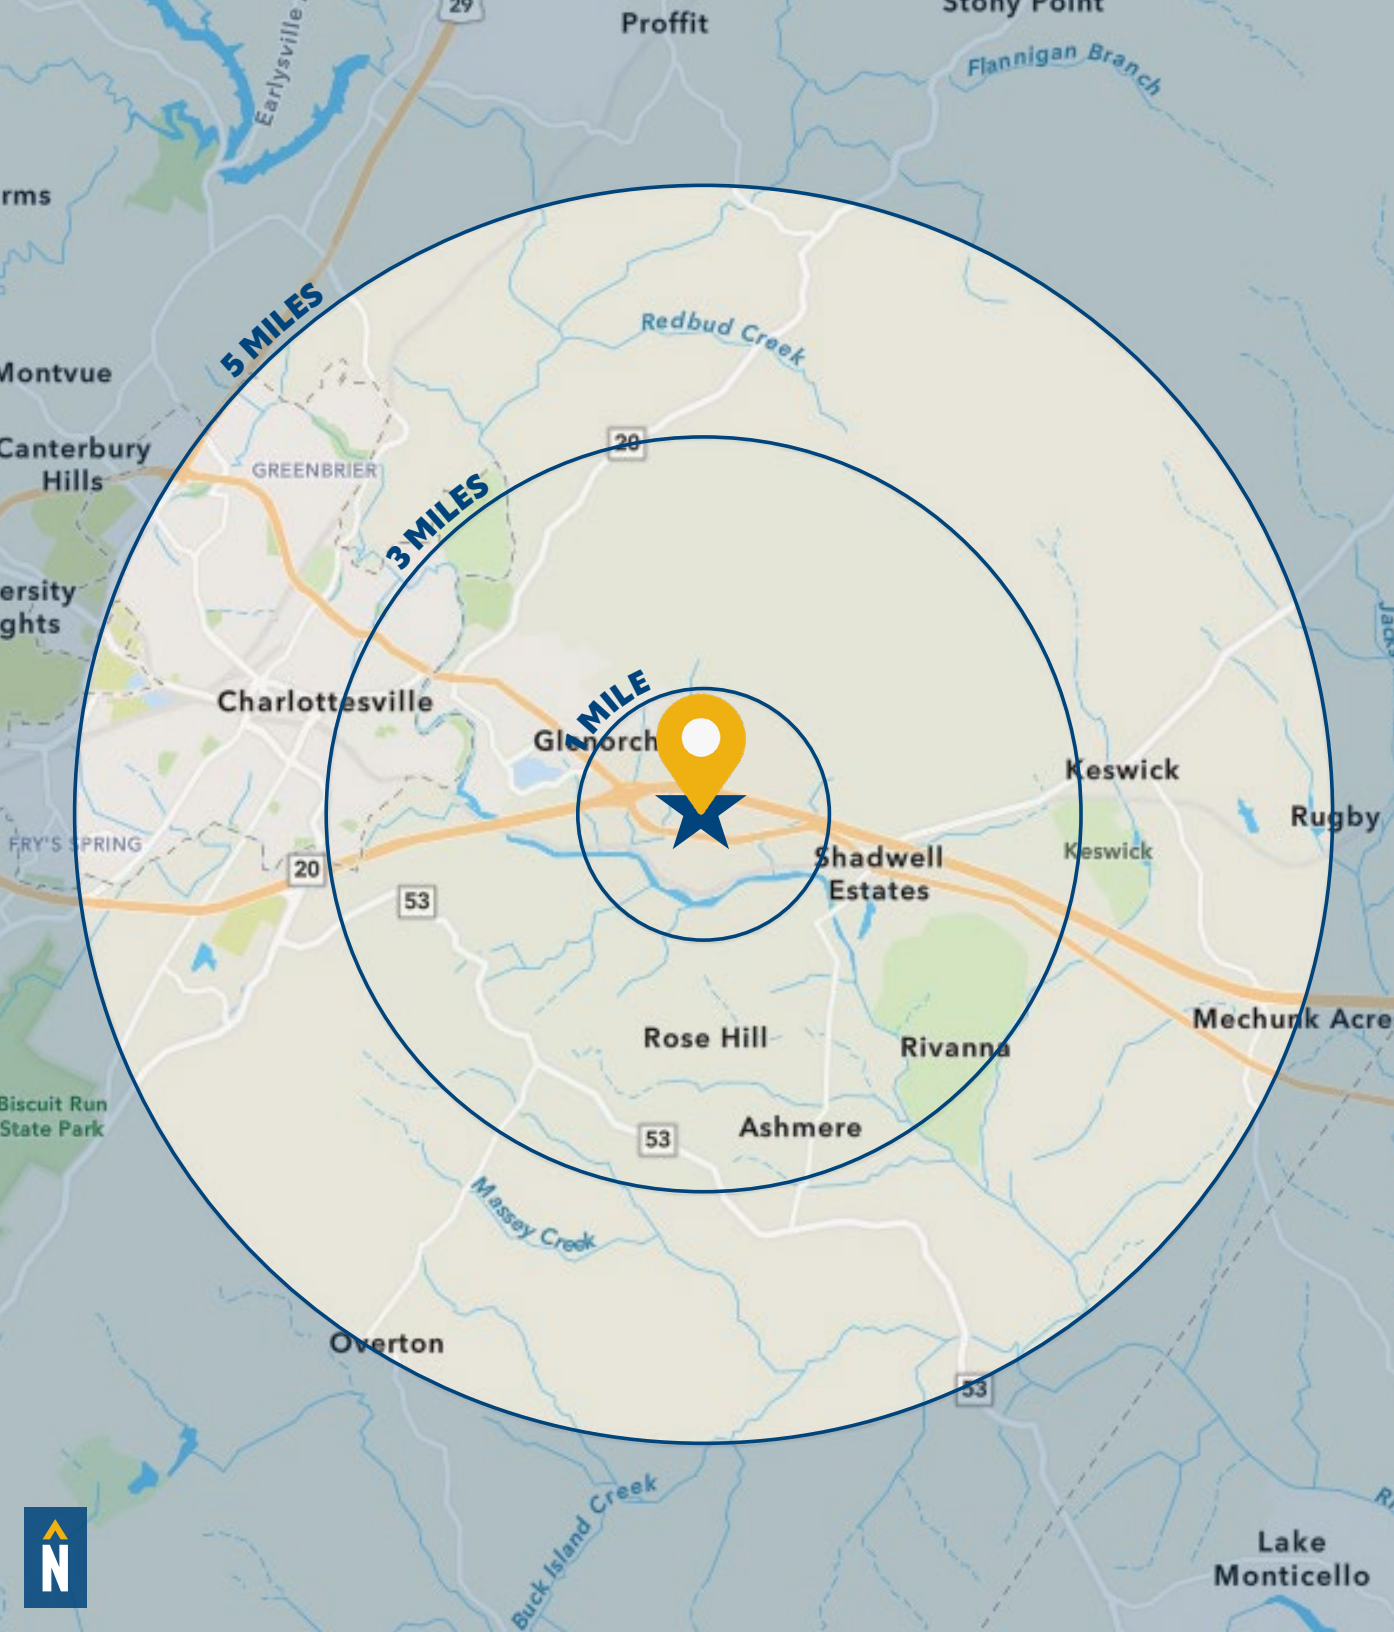 29
Proffit
Stony Point
Earlysville
Flannigan Branch
rms
5 MILES
Redbud Creek
Montvue
Canterbury
Hills
20
GREENBRIER
3 MILES
ersity
ghts
Jacks
1 MILE
Charlottesville
Glenorch
Keswick
Rugby
FRY'S SPRING
Keswick
Shadwell
Estates
20
53
Mechunk Acre
Rose Hill
Rivanna
Biscuit Run
State Park
Ashmere
53
Massey Creek
Overton
53
Buck Island Creek
N
Lake
Monticello